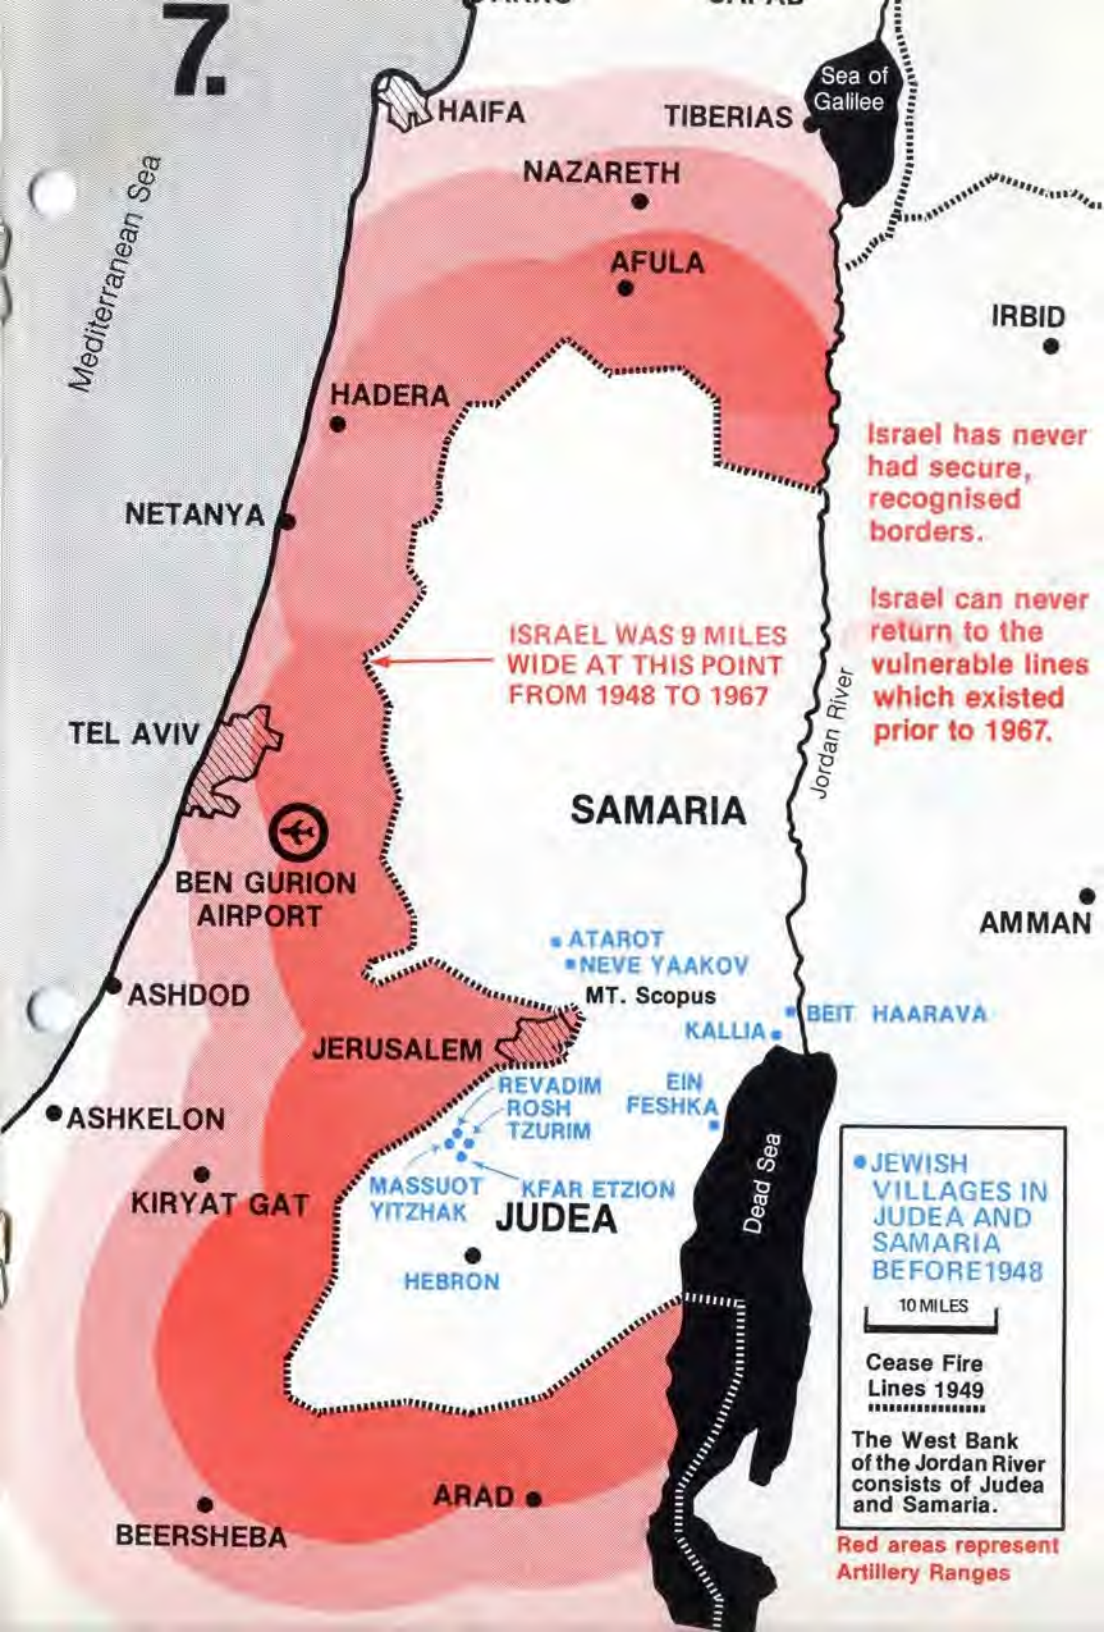 7.
Sea of
Galilee
HAIFA
TIBERIAS
NAZARETH
Mediterranean Sea
AFULA
IRBID
HADERA
Israel has never
had secure,
recognised
borders.
NETANYA
Israel can never
return to the
vulnerable lines
which existed
prior to 1967.
ISRAEL WAS 9 MILES
WIDE AT THIS POINT
FROM 1948 TO 1967
Jordan River
TEL AVIV
SAMARIA
BEN GURION
AIRPORT
AMMAN
ATAROT
NEVE YAAKOV
MT. Scopus
ASHDOD
BEIT HAARAVA
KALLIA
JERUSALEM
REVADIM
ROSH
TZURIM
EIN
FESHKA
ASHKELON
Dead Sea
KIRYAT GAT
MASSUOT
YITZHAK
KFAR ETZION
JUDEA
HEBRON
JEWISH
VILLAGES IN
JUDEA AND
SAMARIA
BEFORE 1948
10 MILES
Cease Fire
Lines 1949
The West Bank
of the Jordan River
consists of Judea
and Samaria.
ARAD
BEERSHEBA
Red areas represent
Artillery Ranges